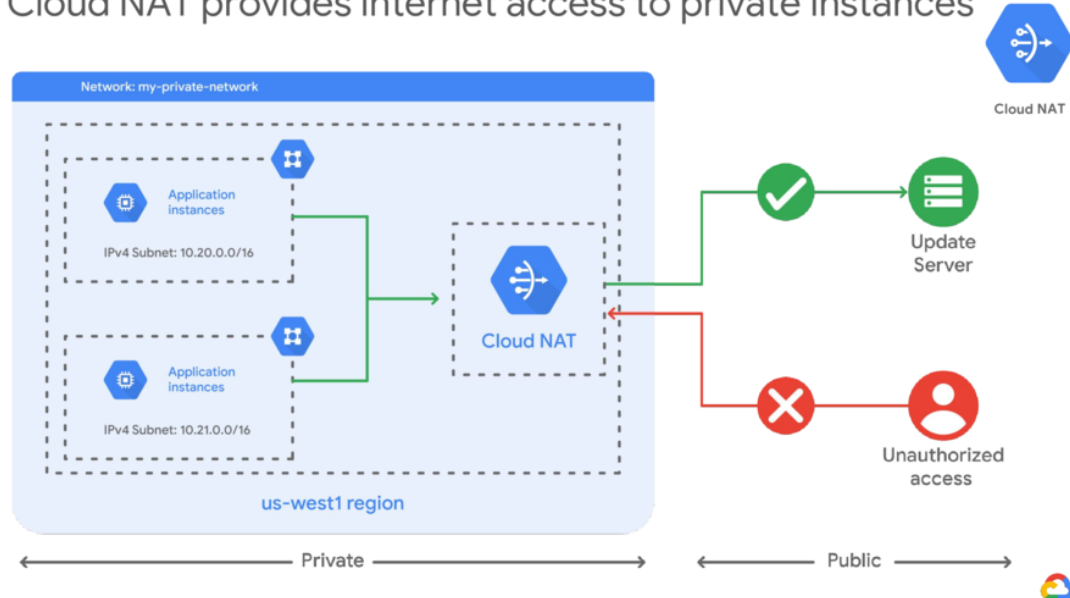 Cloud NAT provides internet access to private instances
Cloud NAT
Network: my-private-network
Application
instances
IPv4 Subnet: 10.20.0.0/16
Application
instances
IPv4 Subnet: 10.21.0.0/16
Cloud NAT
us-west1 region
Update
Server
Unauthorized
access
Private
Public